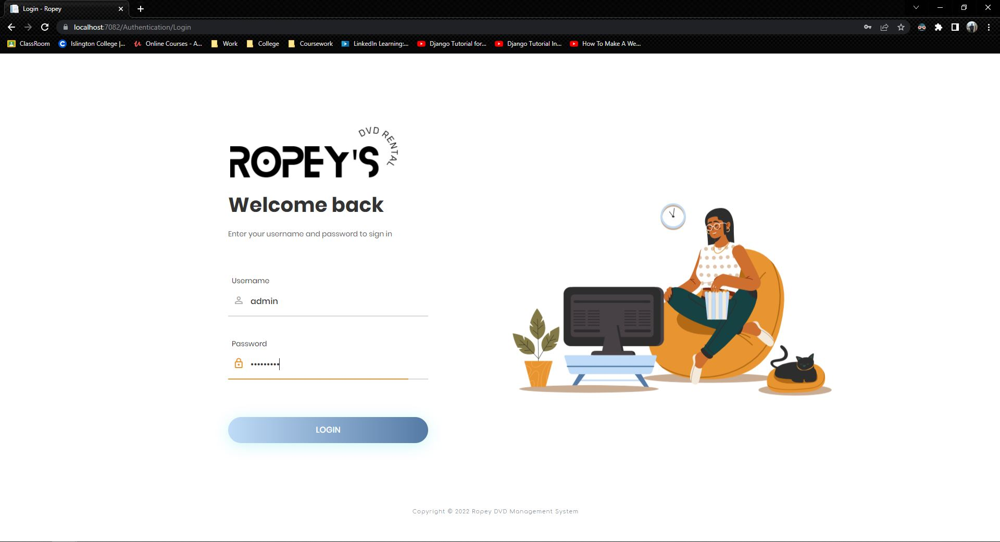 Login - Ropey
localhost:7082/Authentication/Login
ClassRoom
Islington College |...
Online Courses - A...
Work
College
Coursework
LinkedIn Learning:...
Django Tutorial for...
Django Tutorial In...
How To Make A We...
DVD RENTAL
ROPEY'S
Welcome back
Enter your username and password to sign in
Username
admin
Password
•••••••••
LOGIN
Copyright © 2022 Ropey DVD Management System